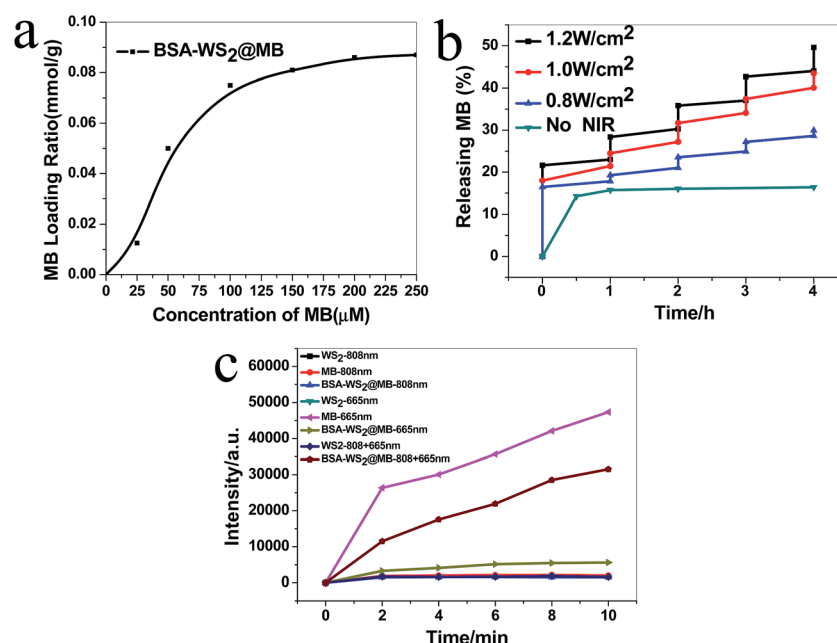 a
BSA-WS2@MB
0.10
0.08
0.06
0.04
0.02
0.00
MB Loading Ratio(mmol/g)
0 25 50 75 100 125 150 175 200 225 250
Concentration of MB(μM)
b
1.2W/cm2
1.0W/cm2
0.8W/cm2
No NIR
50
40
30
20
10
0
Releasing MB (%)
0 1 2 3 4
Time/h
c
WS2-808nm
MB-808nm
BSA-WS2@MB-808nm
WS2-665nm
MB-665nm
BSA-WS2@MB-665nm
WS2-808+665nm
BSA-WS2@MB-808+665nm
60000
50000
40000
30000
20000
10000
0
Intensity/a.u.
0 2 4 6 8 10
Time/min